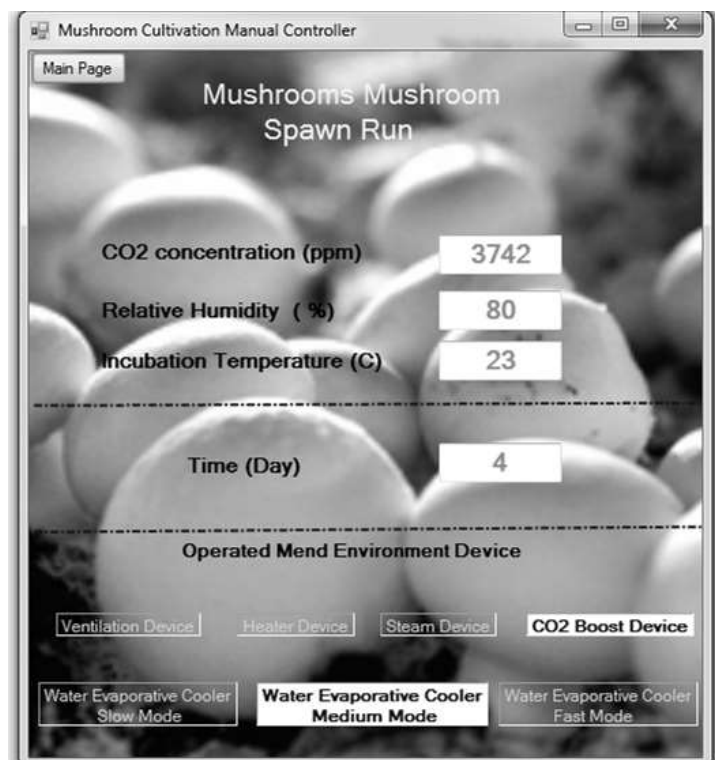 Mushroom Cultivation Manual Controller
Main Page
Mushrooms Mushroom
Spawn Run
CO2 concentration (ppm) 3742
Relative Humidity ( %) 80
Incubation Temperature (C) 23
Time (Day) 4
Operated Mend Environment Device
Ventilation Device Heater Device Steam Device CO2 Boost Device
Water Evaporative Cooler Water Evaporative Cooler Water Evaporative Cooler
Slow Mode Medium Mode Fast Mode